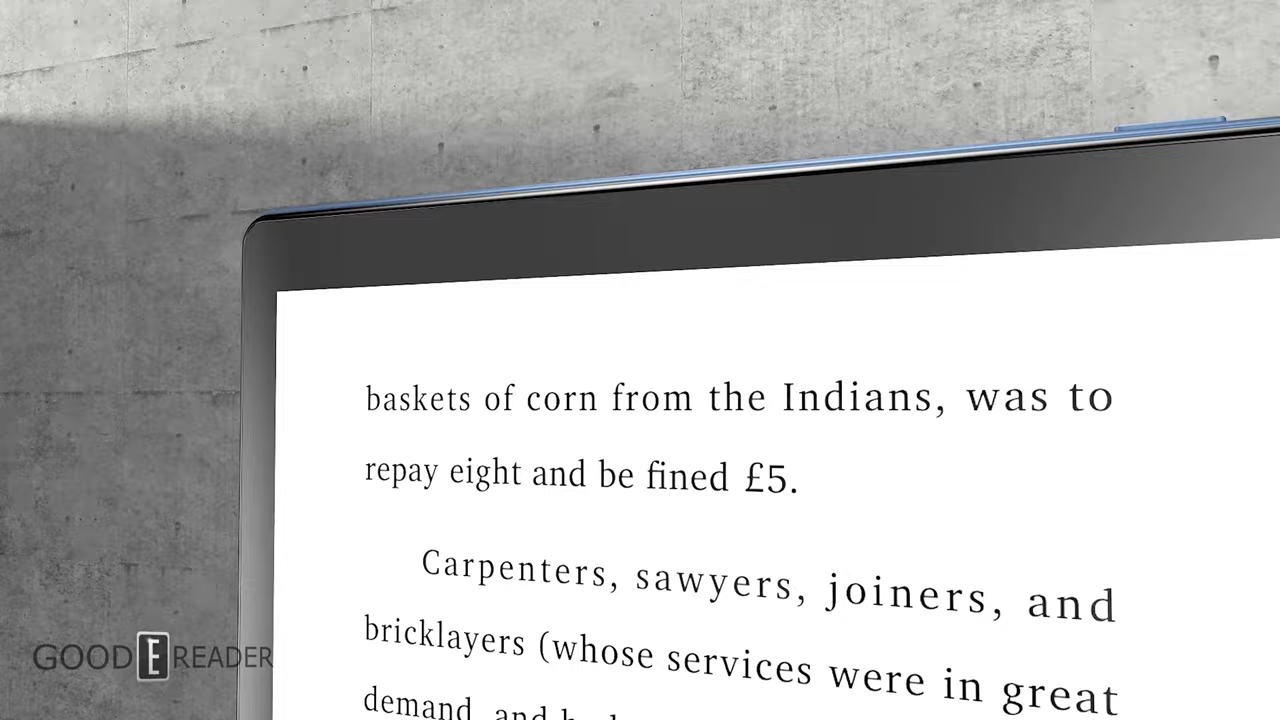 baskets of corn from the Indians, was to
repay eight and be fined £5.
Carpenters, sawyers, joiners, and
bricklayers (whose services were in great
demand, and
GOOD E READER